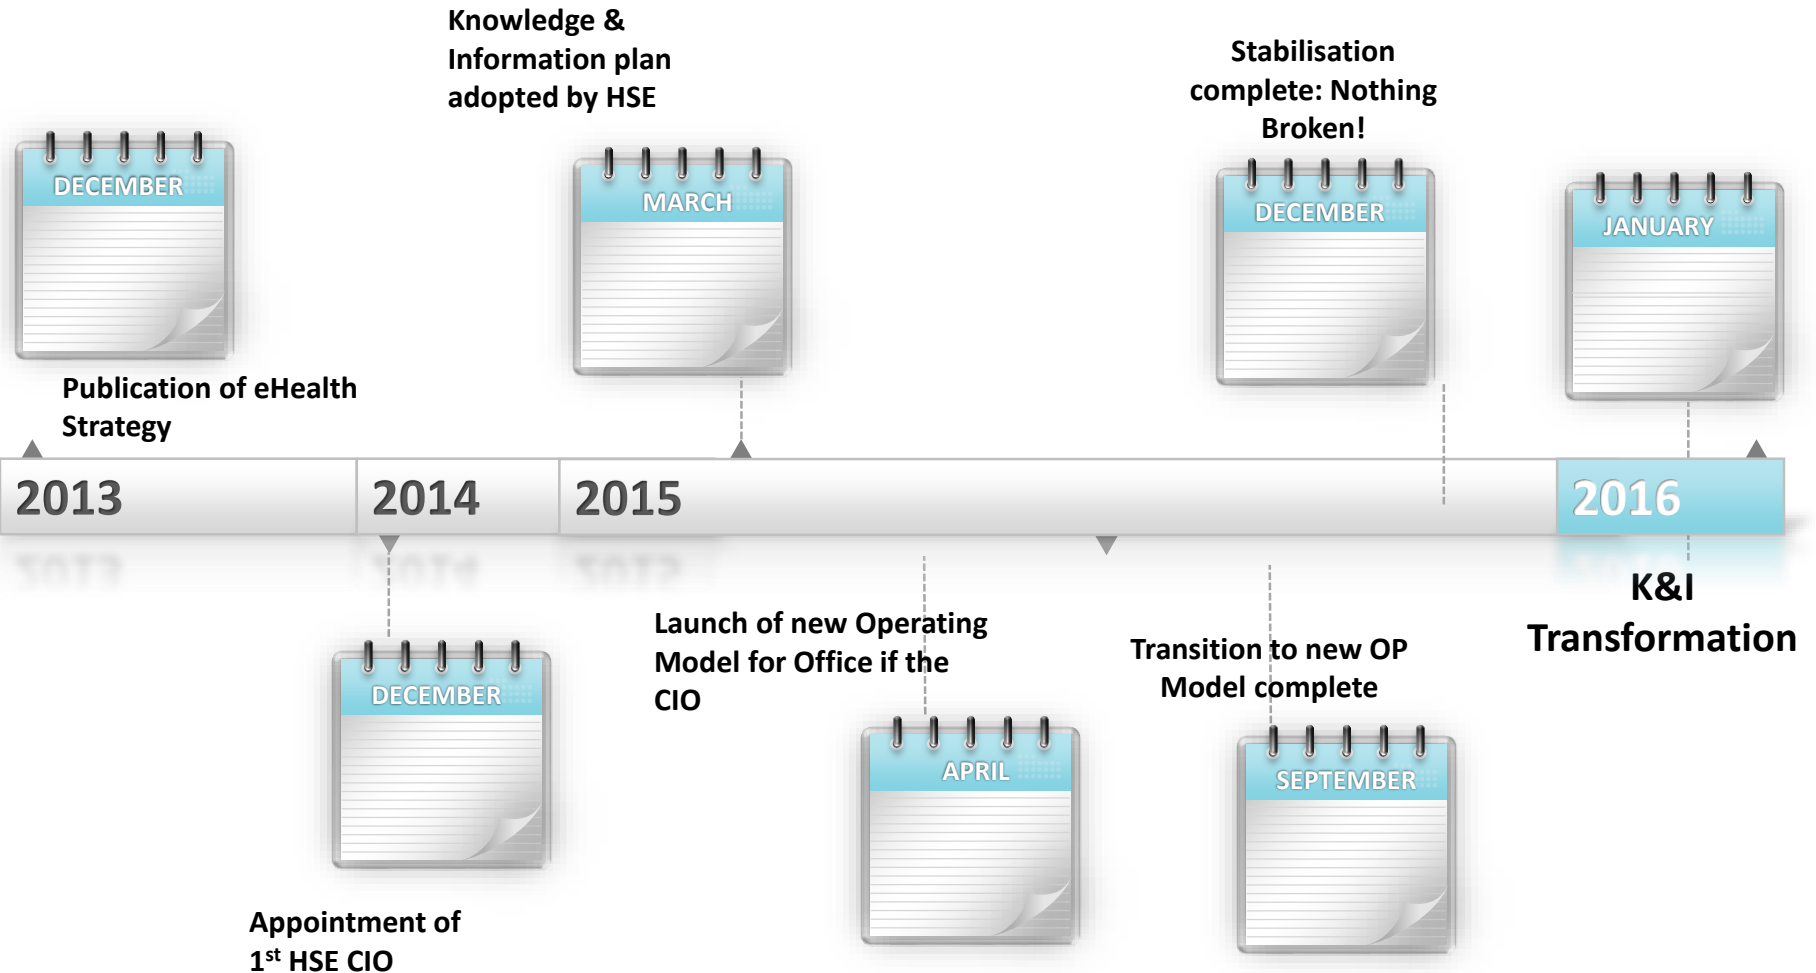 Knowledge &
Information plan
adopted by HSE
Stabilisation
complete: Nothing
Broken!
DECEMBER
MARCH
DECEMBER
JANUARY
Publication of eHealth
Strategy
2013
2014
2015
2016
K&I
Transformation
Launch of new Operating
Model for Office if the
CIO
Transition to new OP
Model complete
DECEMBER
APRIL
SEPTEMBER
Appointment of
1st HSE CIO